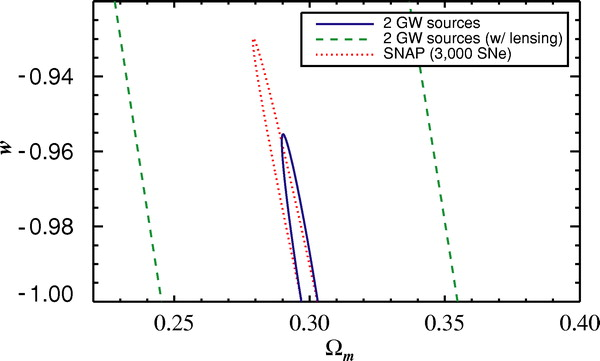 2 GW sources
2 GW sources (w/ lensing)
SNAP (3,000 SNe)
-0.94
-0.96
-0.98
-1.00
w
0.25 0.30 0.35 0.40
Ωm